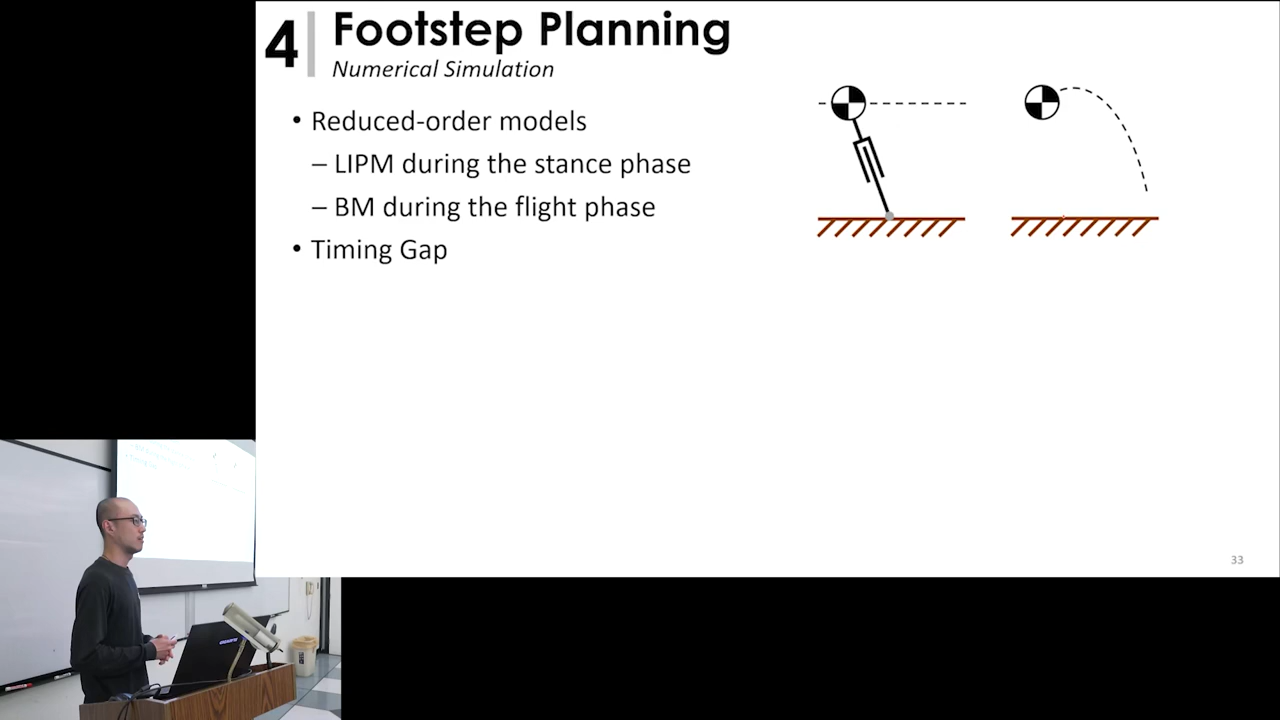 4
Footstep Planning
Numerical Simulation
• Reduced-order models
– LIPM during the stance phase
– BM during the flight phase
• Timing Gap
33